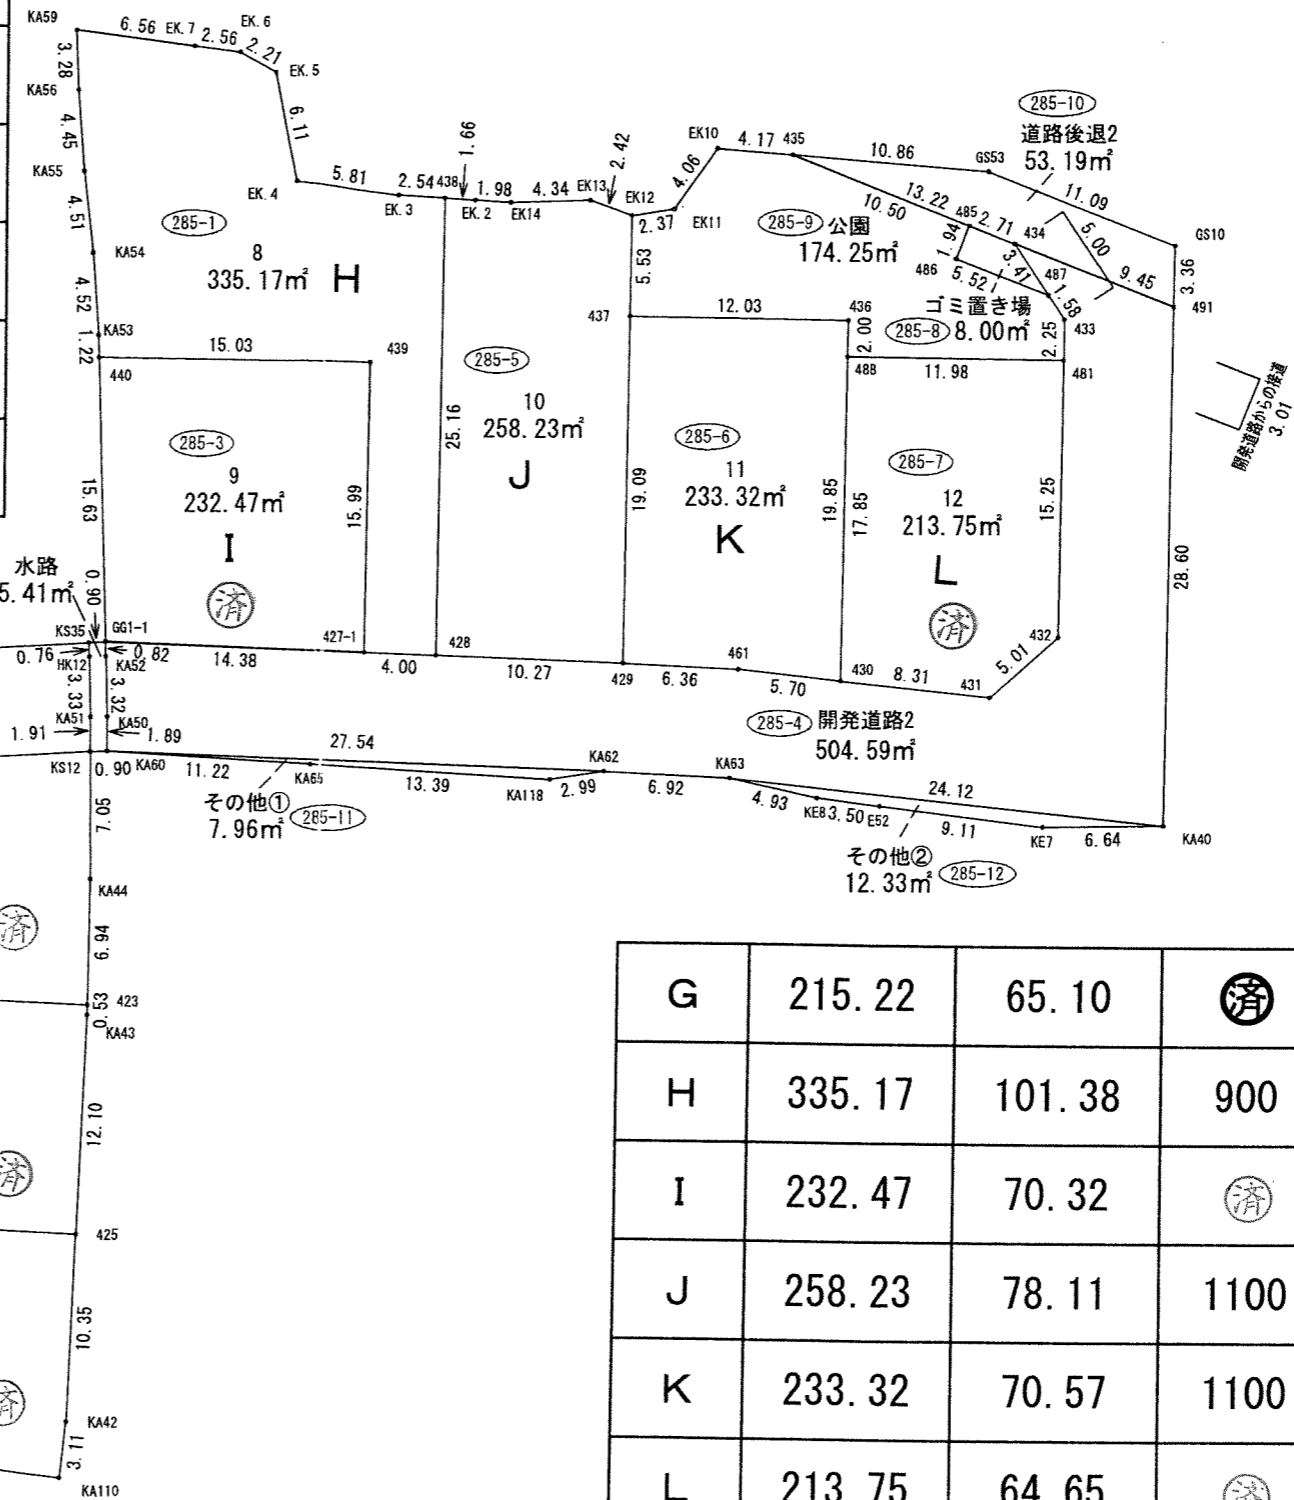 KA59
6.56
EK.7
2.56
EK.6
2.21
EK.5
3.28
KA56
4.45
KA55
4.51
KA54
4.52
KA53
1.22
6.11
EK.4
5.81
EK.3
2.54
438
1.66
EK.2
1.98
EK14
4.34
EK13
2.42
EK12
2.37
EK11
4.06
EK10
4.17
435
10.86
GS53
285-10
道路後退2
53.19㎡
11.09
GS10
3.36
491
9.45
5.00
13.22
10.50
485
2.71
434
1.94
486
5.52
3.41
487
1.58
433
2.25
481
285-9
公園
174.25㎡
ゴミ置き場
285-8
8.00㎡
285-1
8
335.17㎡
H
5.53
437
12.03
436
2.00
488
11.98
15.03
439
440
285-5
10
258.23㎡
J
25.16
285-3
9
232.47㎡
I
済
15.63
15.99
285-6
11
233.32㎡
K
19.09
19.85
17.85
285-7
12
213.75㎡
L
済
15.25
28.60
開発道路からの接道
3.01
水路
5.41㎡
0.90
KS35
GG1-1
0.76
0.82
HK12
KA52
3.33
3.32
KA51
KA50
1.91
1.89
KS12
0.90
KA60
14.38
427-1
4.00
428
10.27
429
6.36
461
5.70
430
8.31
431
5.01
432
285-4
開発道路2
504.59㎡
27.54
11.22
KA65
13.39
KA118
2.99
KA62
6.92
KA63
24.12
4.93
KE8
3.50
E52
9.11
KE7
6.64
KA40
その他①
7.96㎡
285-11
その他②
12.33㎡
285-12
7.05
KA44
済
6.94
423
0.53
KA43
12.10
済
425
10.35
済
KA42
3.11
KA110
G 215.22 65.10 済
H 335.17 101.38 900
I 232.47 70.32 済
J 258.23 78.11 1100
K 233.32 70.57 1100
L 213.75 64.65 済